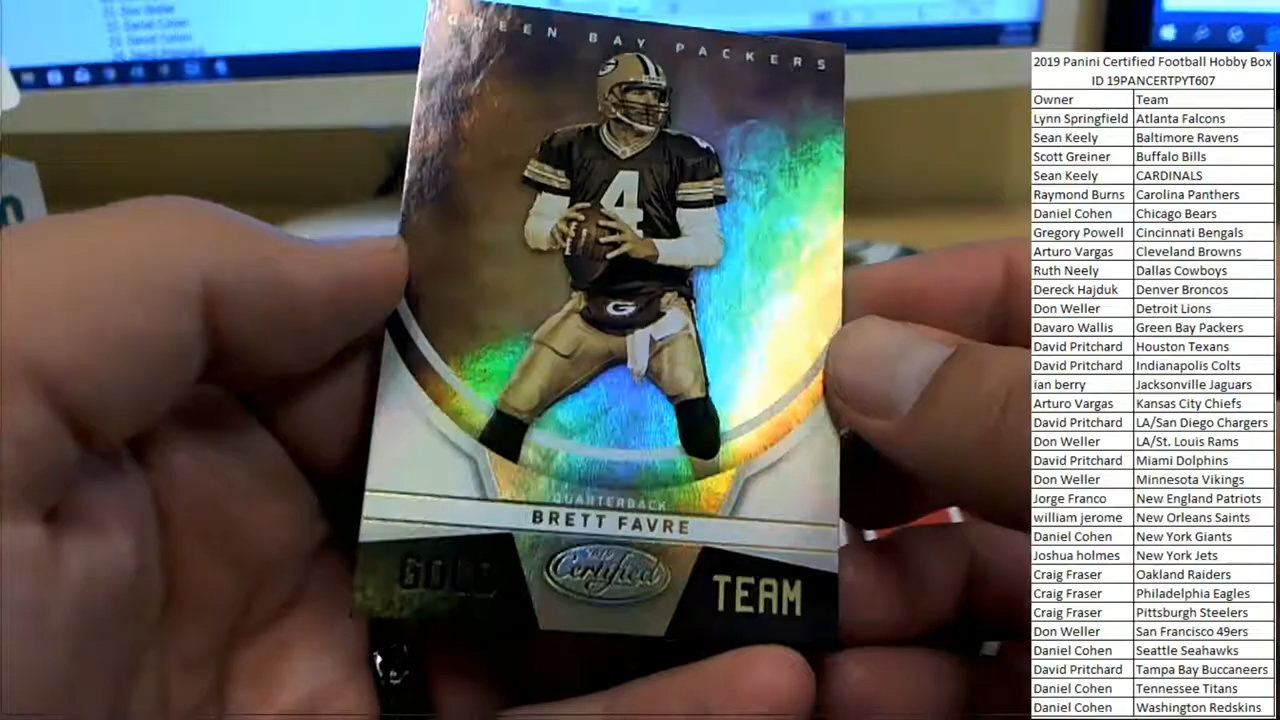 GREEN BAY PACKERS
4
G
QUARTERBACK
BRETT FAVRE
GOLD
Certified
TEAM
2019 Panini Certified Football Hobby Box
ID 19PANCERTPYT607
Owner Team
Lynn Springfield Atlanta Falcons
Sean Keely Baltimore Ravens
Scott Greiner Buffalo Bills
Sean Keely CARDINALS
Raymond Burns Carolina Panthers
Daniel Cohen Chicago Bears
Gregory Powell Cincinnati Bengals
Arturo Vargas Cleveland Browns
Ruth Neely Dallas Cowboys
Dereck Hajduk Denver Broncos
Don Weller Detroit Lions
Davaro Wallis Green Bay Packers
David Pritchard Houston Texans
David Pritchard Indianapolis Colts
ian berry Jacksonville Jaguars
Arturo Vargas Kansas City Chiefs
David Pritchard LA/San Diego Chargers
Don Weller LA/St. Louis Rams
David Pritchard Miami Dolphins
Don Weller Minnesota Vikings
Jorge Franco New England Patriots
william jerome New Orleans Saints
Daniel Cohen New York Giants
Joshua holmes New York Jets
Craig Fraser Oakland Raiders
Craig Fraser Philadelphia Eagles
Craig Fraser Pittsburgh Steelers
Don Weller San Francisco 49ers
Daniel Cohen Seattle Seahawks
David Pritchard Tampa Bay Buccaneers
Daniel Cohen Tennessee Titans
Daniel Cohen Washington Redskins